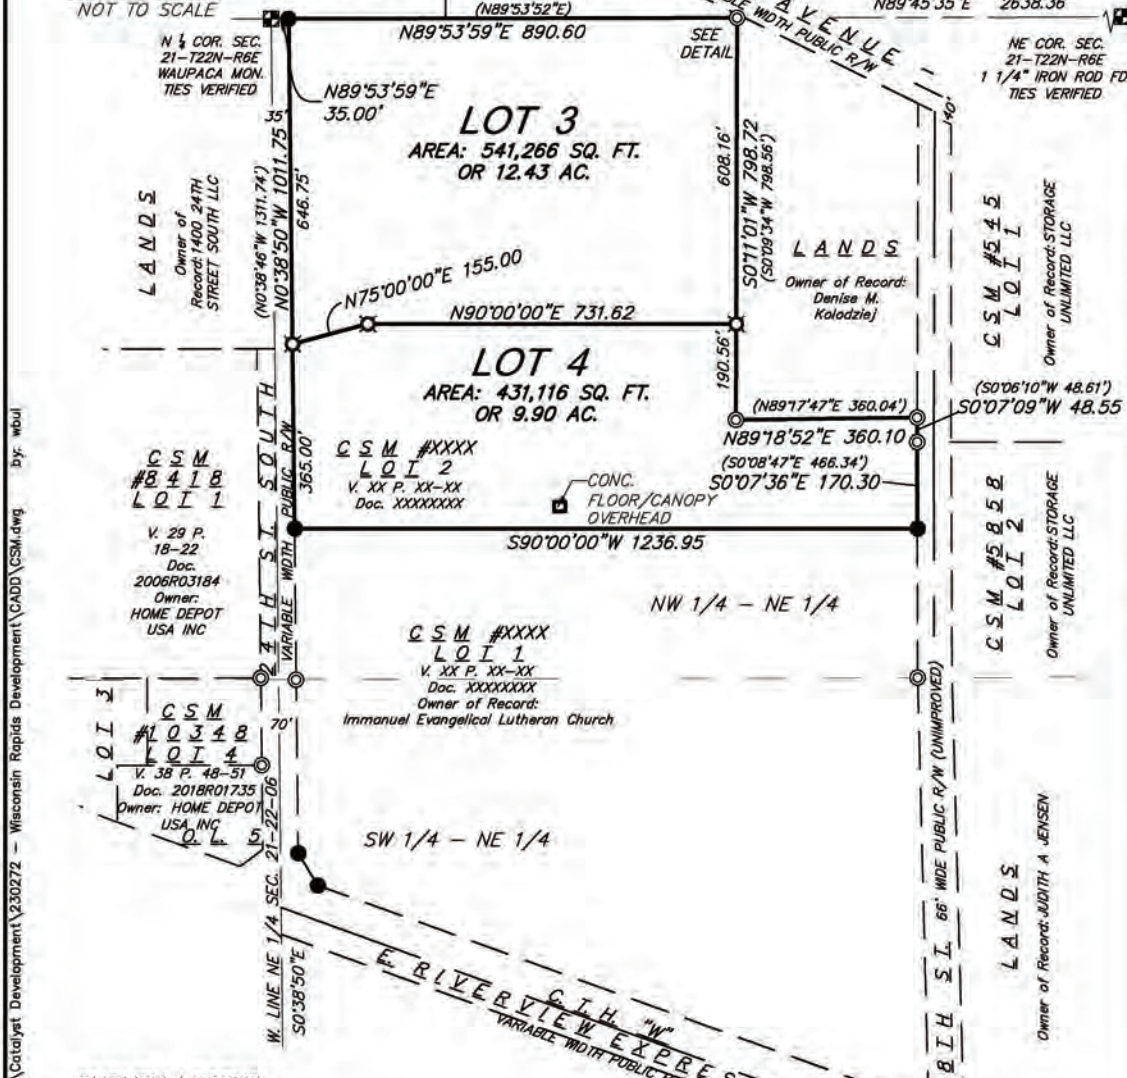 NOT TO SCALE
(N89°53'52"E)
N89°53'59"E 890.60
N89°45'35"E 2638.36
N ¼ COR. SEC.
21-T22N-R6E
WAUPACA MON.
TIES VERIFIED
SEE
DETAIL
A V E N U E -
WIDTH PUBLIC R/W
NE COR. SEC.
21-T22N-R6E
1 1/4" IRON ROD FD
TIES VERIFIED
N89°53'59"E
35.00'
35'
40'
LOT 3
AREA: 541,266 SQ. FT.
OR 12.43 AC.
L A N D S
Owner of
Record: 1400 24TH
STREET SOUTH LLC
(N0°38'46"W 1311.74')
N0°38'50"W 1011.75'
646.75'
608.16'
S0°11'01"W 798.72
(S0°09'34"W 798.56')
L A N D S
Owner of Record:
Denise M.
Kolodziej
C S M #5 4 5
L O T 1
Owner of Record: STORAGE
UNLIMITED LLC
N75°00'00"E 155.00
N90°00'00"E 731.62
LOT 4
AREA: 431,116 SQ. FT.
OR 9.90 AC.
190.56'
(N89°17'47"E 360.04')
N89°18'52"E 360.10
(S0°06'10"W 48.61')
S0°07'09"W 48.55
(S0°08'47"E 466.34')
S0°07'36"E 170.30
C S M #XXXX
L O T 2
V. XX P. XX-XX
Doc. XXXXXXXX
CONC.
FLOOR/CANOPY
OVERHEAD
365.00'
S90°00'00"W 1236.95
2 4 T H S T. S O U T H
VARIABLE WIDTH PUBLIC R/W
C S M
#8 4 1 8
L O T 1
V. 29 P.
18-22
Doc.
2006R03184
Owner:
HOME DEPOT
USA INC
C S M #5 8 5 8
L O T 2
Owner of Record: STORAGE
UNLIMITED LLC
NW 1/4 - NE 1/4
C S M #XXXX
L O T 1
V. XX P. XX-XX
Doc. XXXXXXXX
Owner of Record:
Immanuel Evangelical Lutheran Church
L O T 3
C S M
#1 0 3 4 8
L O T 4
V. 38 P. 48-51
Doc. 2018R01735
Owner: HOME DEPOT
USA INC
O. L. 5
70'
W. LINE NE 1/4 SEC. 21-22-06
S0°38'50"E
SW 1/4 - NE 1/4
E. R I V E R V I E W E X P R E S
C. T. H. "W"
VARIABLE WIDTH PUBLIC
8 T H S T.
66' WIDE PUBLIC R/W (UNIMPROVED)
L A N D S
Owner of Record: JUDITH A JENSEN
\Catalyst Development\230272 - Wisconsin Rapids Development\CADD\CSM.dwg by: wbul